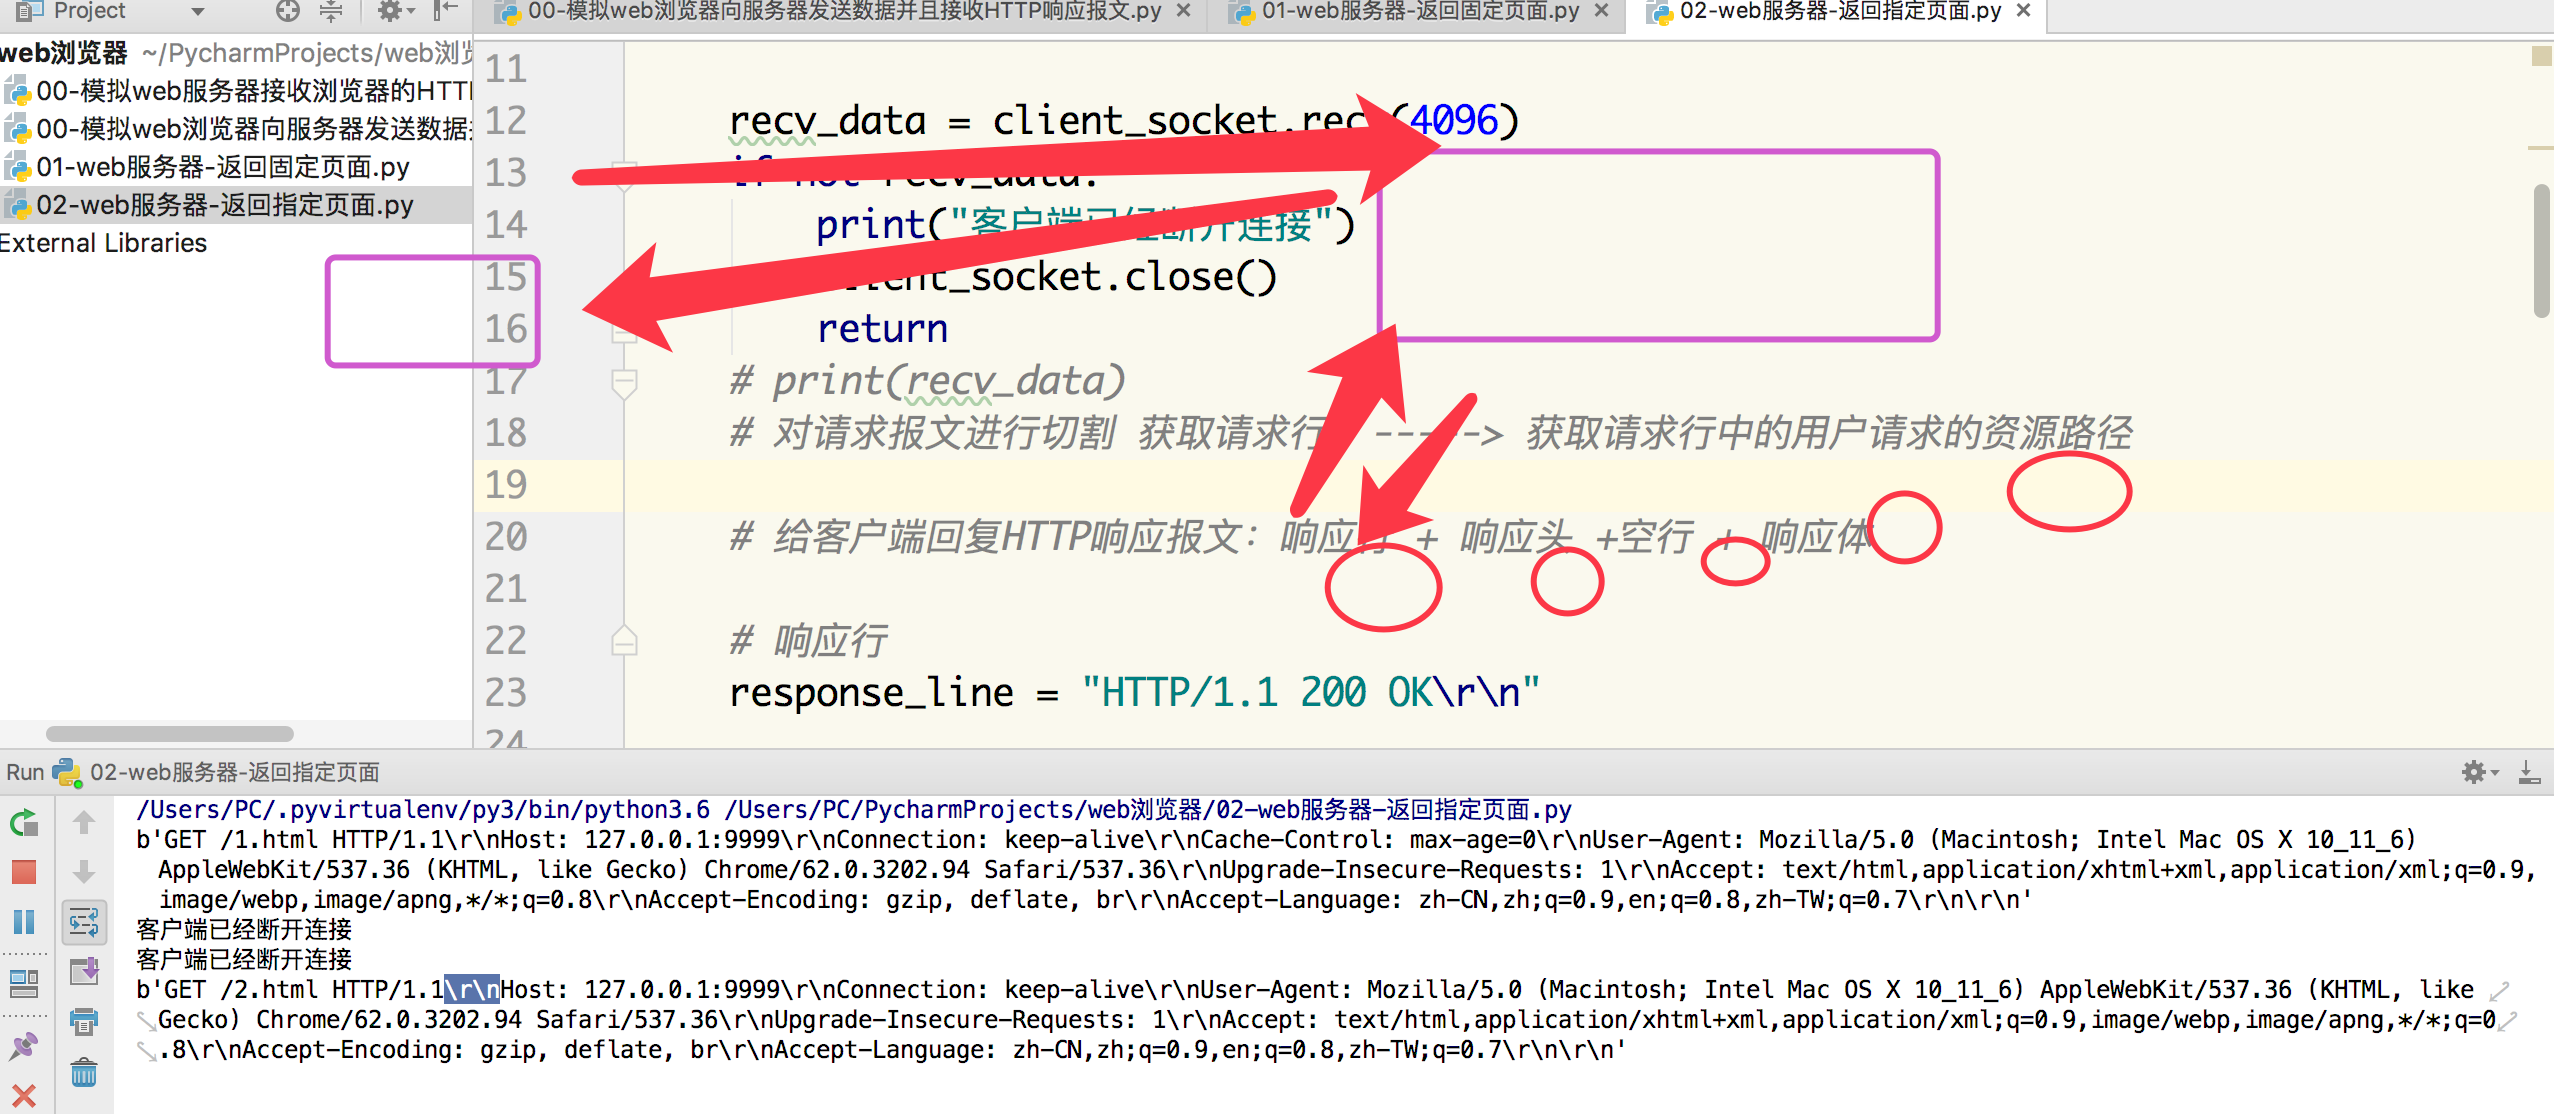 Project
00-模拟web浏览器向服务器发送数据并且接收HTTP响应报文.py
01-web服务器-返回固定页面.py
02-web服务器-返回指定页面.py
web浏览器 ~/PycharmProjects/web浏
00-模拟web服务器接收浏览器的HTT
00-模拟web浏览器向服务器发送数据
01-web服务器-返回固定页面.py
02-web服务器-返回指定页面.py
External Libraries
11
12 recv_data = client_socket.rec (4096)
13 if not recv_data:
14 print("客户端已经断开连接")
15 client_socket.close()
16 return
17 # print(recv_data)
18 # 对请求报文进行切割 获取请求行 -----> 获取请求行中的用户请求的资源路径
19
20 # 给客户端回复HTTP响应报文：响应行 + 响应头 +空行 + 响应体
21
22 # 响应行
23 response_line = "HTTP/1.1 200 OK\r\n"
24
Run 02-web服务器-返回指定页面
/Users/PC/.pyvirtualenv/py3/bin/python3.6 /Users/PC/PycharmProjects/web浏览器/02-web服务器-返回指定页面.py
b'GET /1.html HTTP/1.1\r\nHost: 127.0.0.1:9999\r\nConnection: keep-alive\r\nCache-Control: max-age=0\r\nUser-Agent: Mozilla/5.0 (Macintosh; Intel Mac OS X 10_11_6)
AppleWebKit/537.36 (KHTML, like Gecko) Chrome/62.0.3202.94 Safari/537.36\r\nUpgrade-Insecure-Requests: 1\r\nAccept: text/html,application/xhtml+xml,application/xml;q=0.9,
image/webp,image/apng,*/*;q=0.8\r\nAccept-Encoding: gzip, deflate, br\r\nAccept-Language: zh-CN,zh;q=0.9,en;q=0.8,zh-TW;q=0.7\r\n\r\n'
客户端已经断开连接
客户端已经断开连接
b'GET /2.html HTTP/1.1\r\nHost: 127.0.0.1:9999\r\nConnection: keep-alive\r\nUser-Agent: Mozilla/5.0 (Macintosh; Intel Mac OS X 10_11_6) AppleWebKit/537.36 (KHTML, like
Gecko) Chrome/62.0.3202.94 Safari/537.36\r\nUpgrade-Insecure-Requests: 1\r\nAccept: text/html,application/xhtml+xml,application/xml;q=0.9,image/webp,image/apng,*/*;q=0
.8\r\nAccept-Encoding: gzip, deflate, br\r\nAccept-Language: zh-CN,zh;q=0.9,en;q=0.8,zh-TW;q=0.7\r\n\r\n'